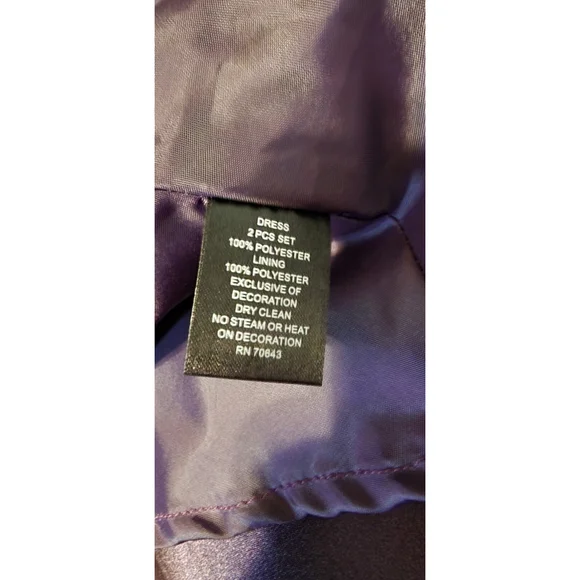 DRESS
2 PCS SET
100% POLYESTER
LINING
100% POLYESTER
EXCLUSIVE OF
DECORATION
DRY CLEAN
NO STEAM OR HEAT
ON DECORATION
RN 70643